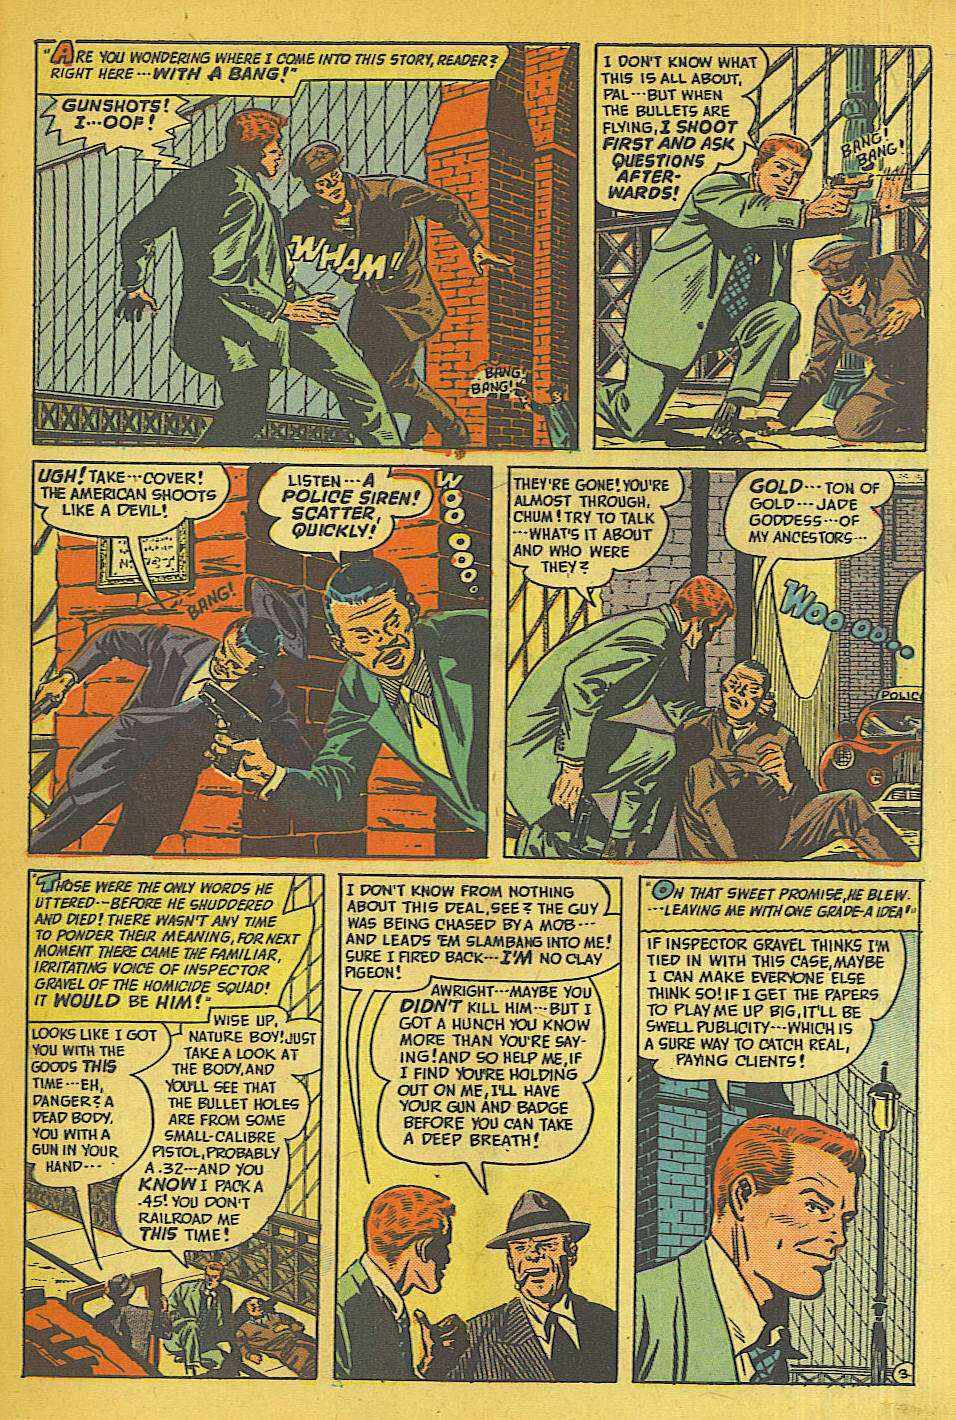 "ARE YOU WONDERING WHERE I COME INTO THIS STORY, READER?
RIGHT HERE---WITH A BANG!"
GUNSHOTS!
I---OOF!
WHAM!
BANG!
BANG!
I DON'T KNOW WHAT
THIS IS ALL ABOUT,
PAL---BUT WHEN
THE BULLETS ARE
FLYING, I SHOOT
FIRST AND ASK
QUESTIONS
AFTER-
WARDS!
BANG!
BANG!
UGH! TAKE---COVER!
THE AMERICAN SHOOTS
LIKE A DEVIL!
BANG!
LISTEN---A
POLICE SIREN!
SCATTER,
QUICKLY!
WOOOOO...
THEY'RE GONE! YOU'RE
ALMOST THROUGH,
CHUM! TRY TO TALK
---WHAT'S IT ABOUT
AND WHO WERE
THEY?
GOLD---TON OF
GOLD---JADE
GODDESS---OF
MY ANCESTORS---
WOO-OO...
POLICE
"THOSE WERE THE ONLY WORDS HE
UTTERED---BEFORE HE SHUDDERED
AND DIED! THERE WASN'T ANY TIME
TO PONDER THEIR MEANING, FOR NEXT
MOMENT THERE CAME THE FAMILIAR,
IRRITATING VOICE OF INSPECTOR
GRAVEL OF THE HOMICIDE SQUAD!
IT WOULD BE HIM!"
LOOKS LIKE I GOT
YOU WITH THE
GOODS THIS
TIME---EH,
DANGER? A
DEAD BODY,
YOU WITH A
GUN IN YOUR
HAND---
WISE UP,
NATURE BOY! JUST
TAKE A LOOK AT
THE BODY, AND
YOU'LL SEE THAT
THE BULLET HOLES
ARE FROM SOME
SMALL-CALIBRE
PISTOL, PROBABLY
A .32---AND YOU
KNOW I PACK A
.45! YOU DON'T
RAILROAD ME
THIS TIME!
I DON'T KNOW FROM NOTHING
ABOUT THIS DEAL, SEE? THE GUY
WAS BEING CHASED BY A MOB---
AND LEADS 'EM SLAMBANG INTO ME!
SURE I FIRED BACK---I'M NO CLAY
PIGEON!
AWRIGHT---MAYBE YOU
DIDN'T KILL HIM---BUT I
GOT A HUNCH YOU KNOW
MORE THAN YOU'RE SAY-
ING! AND SO HELP ME, IF
I FIND YOU'RE HOLDING
OUT ON ME, I'LL HAVE
YOUR GUN AND BADGE
BEFORE YOU CAN TAKE
A DEEP BREATH!
"ON THAT SWEET PROMISE, HE BLEW-
---LEAVING ME WITH ONE GRADE-A IDEA!"
IF INSPECTOR GRAVEL THINKS I'M
TIED IN WITH THIS CASE, MAYBE
I CAN MAKE EVERYONE ELSE
THINK SO! IF I GET THE PAPERS
TO PLAY ME UP BIG, IT'LL BE
SWELL PUBLICITY---WHICH IS
A SURE WAY TO CATCH REAL,
PAYING CLIENTS!
3